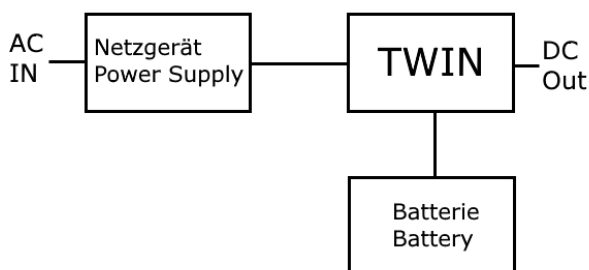 AC
IN
Netzgerät
Power Supply
TWIN
DC
Out
Batterie
Battery